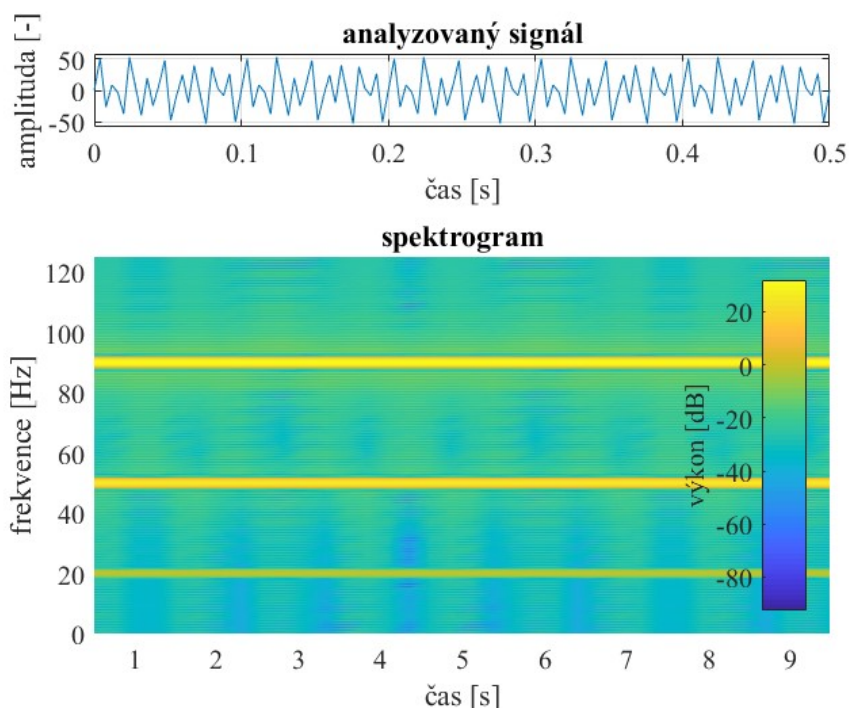 analyzovaný signál
amplituda [-]
50
0
-50
0 0.1 0.2 0.3 0.4 0.5
čas [s]
spektrogram
frekvence [Hz]
120
100
80
60
40
20
0
1 2 3 4 5 6 7 8 9
čas [s]
výkon [dB]
20
0
-20
-40
-60
-80